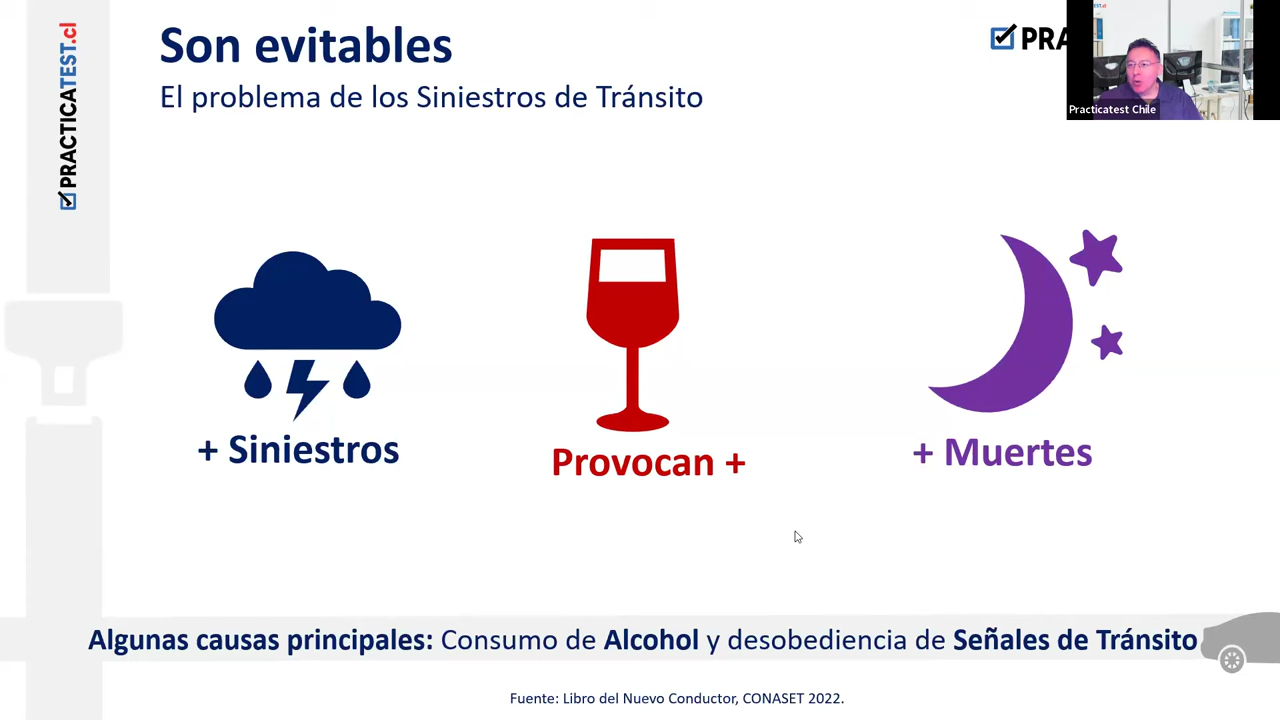 PRACTICATEST.cl
Son evitables
El problema de los Siniestros de Tránsito
PRA
Practicatest Chile
+ Siniestros
Provocan +
+ Muertes
Algunas causas principales: Consumo de Alcohol y desobediencia de Señales de Tránsito
Fuente: Libro del Nuevo Conductor, CONASET 2022.